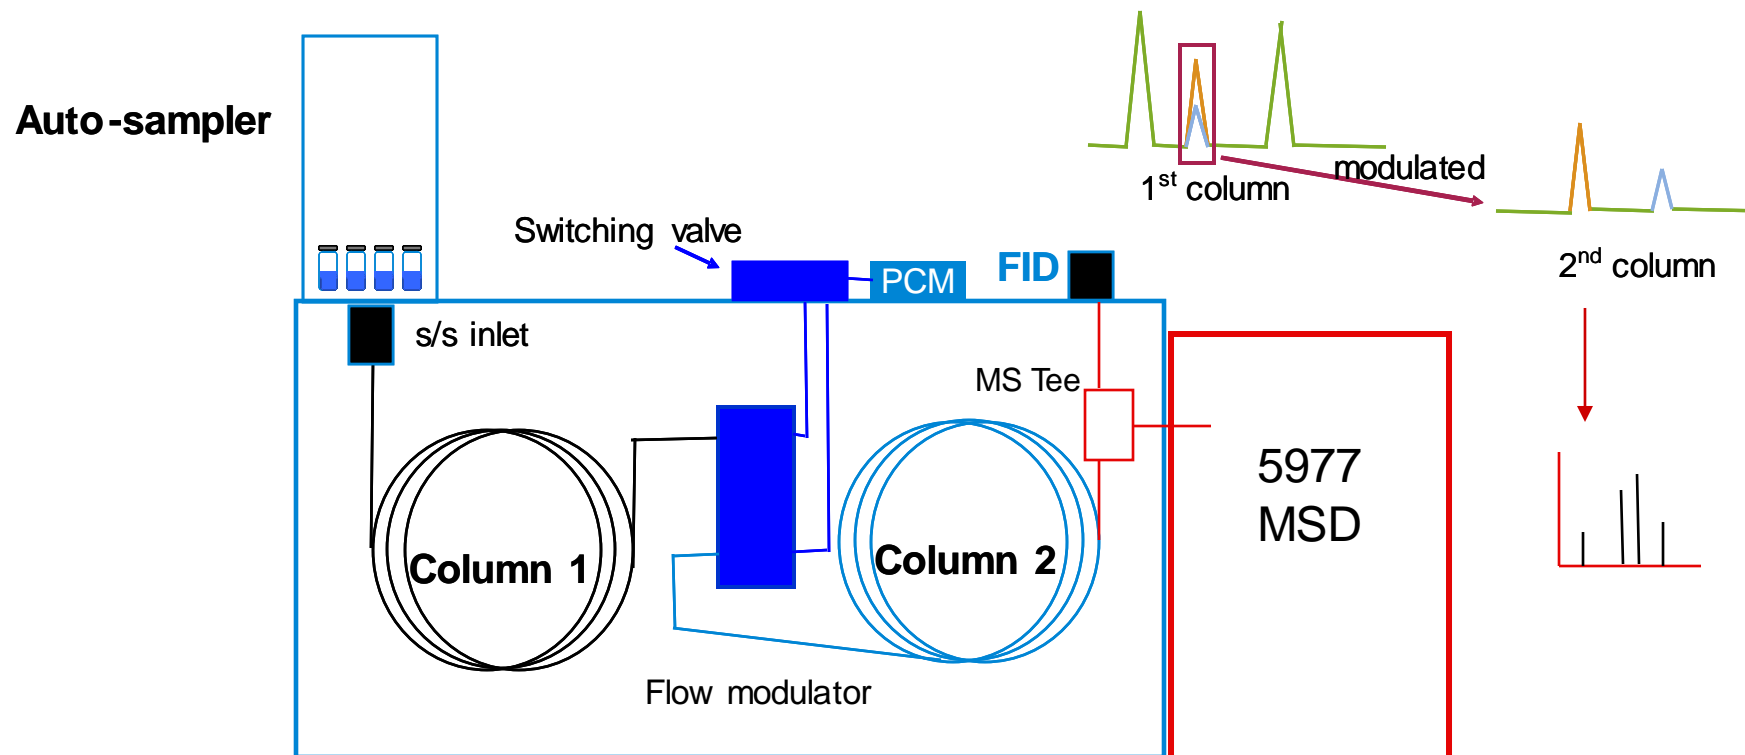 Auto-sampler
modulated
1st column
Switching valve
PCM
FID
2nd column
s/s inlet
MS Tee
5977
MSD
Column 1
Column 2
Flow modulator